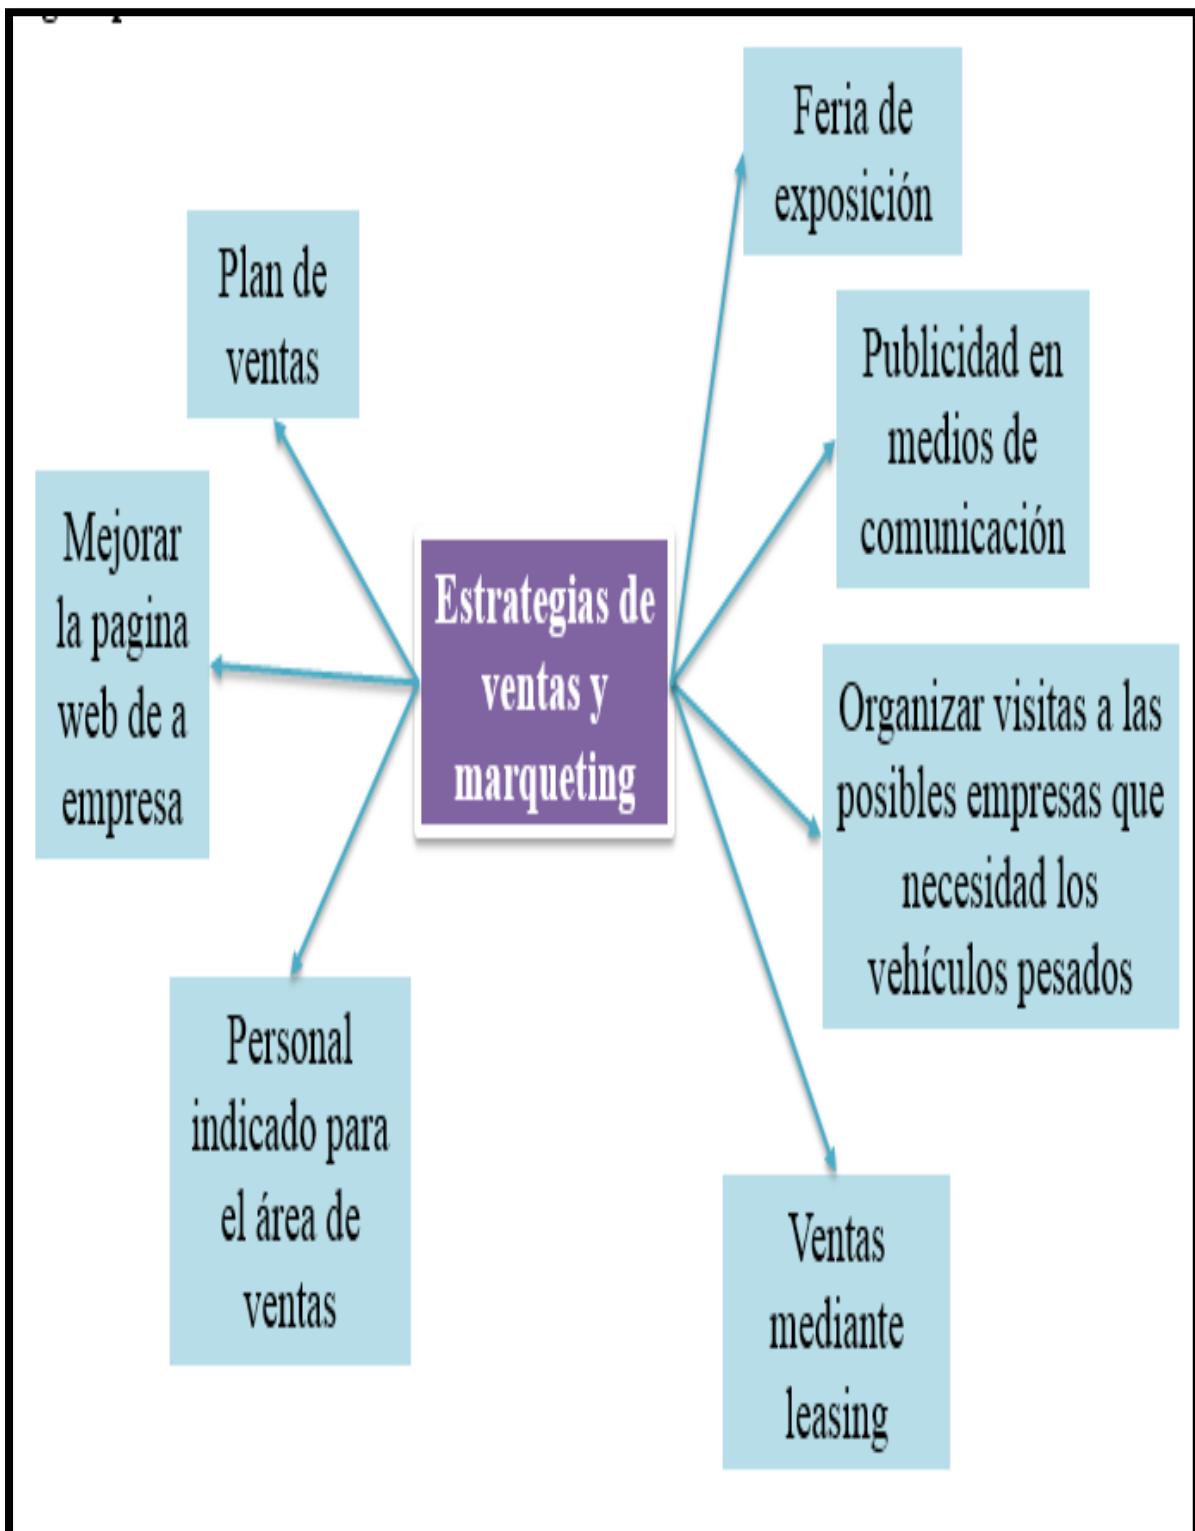 Feria de
exposición
Plan de
ventas
Publicidad en
medios de
comunicación
Mejorar
la pagina
web de a
empresa
Estrategias de
ventas y
marqueting
Organizar visitas a las
posibles empresas que
necesidad los
vehículos pesados
Personal
indicado para
el área de
ventas
Ventas
mediante
leasing